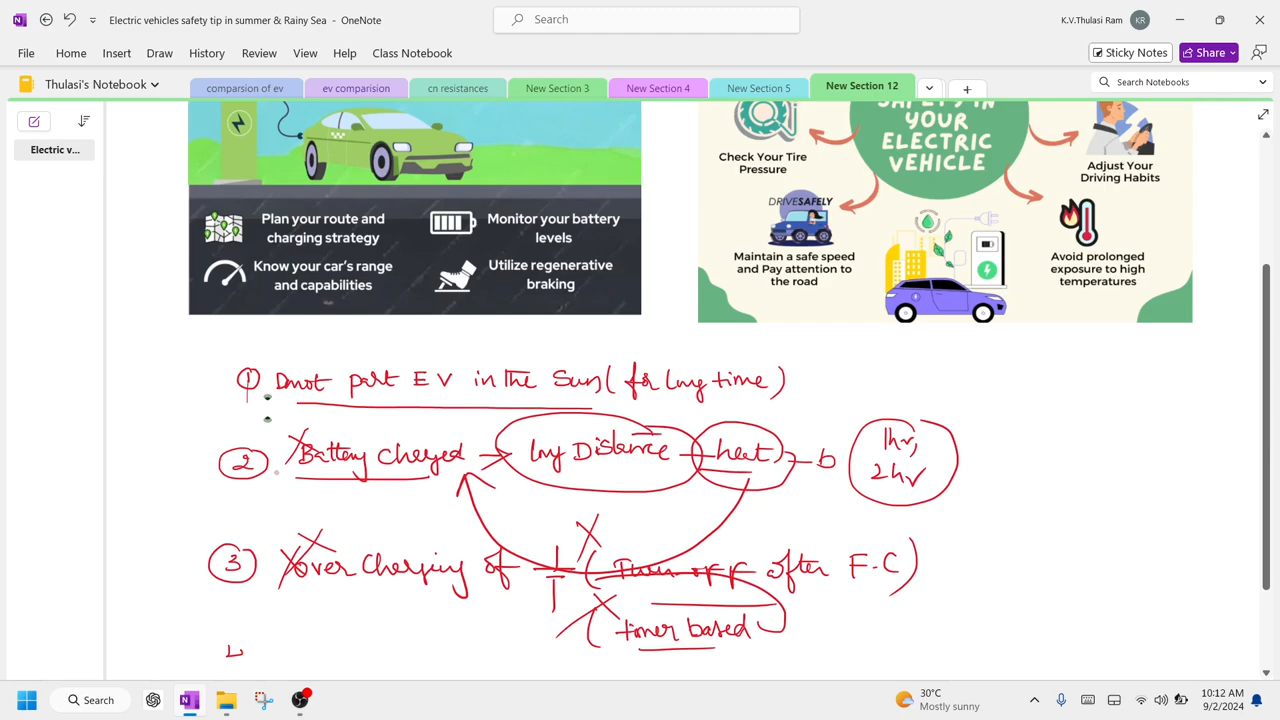 Electric vehicles safety tip in summer & Rainy Sea - OneNote
Search
K.V.Thulasi Ram
KR
File Home Insert Draw History Review View Help Class Notebook
Sticky Notes
Share
Thulasi's Notebook
comparsion of ev
ev comparision
cn resistances
New Section 3
New Section 4
New Section 5
New Section 12
Search Notebooks
Electric v...
Plan your route and
charging strategy
Monitor your battery
levels
Know your car's range
and capabilities
Utilize regenerative
braking
SAFETY IN
YOUR
ELECTRIC
VEHICLE
Check Your Tire
Pressure
Adjust Your
Driving Habits
DRIVESAFELY
Maintain a safe speed
and Pay attention to
the road
Avoid prolonged
exposure to high
temperatures
① Donot park EV in the Sun (for long time)
② Battery charged → long Distance - heat
1hr,
2hr
③ over charging of (Turn off after F.C)
(timer based
Search
30°C
Mostly sunny
10:12 AM
9/2/2024